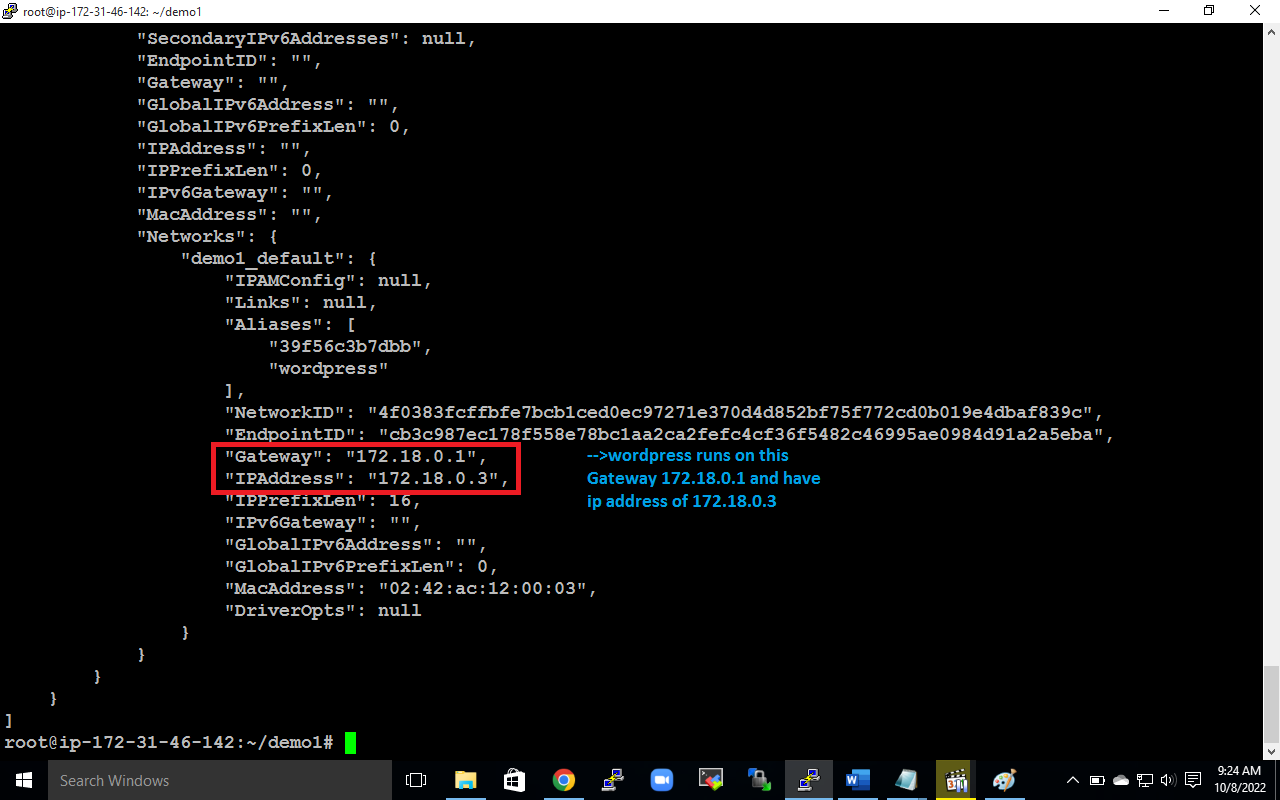 root@ip-172-31-46-142: ~/demo1
"SecondaryIPv6Addresses": null,
"EndpointID": "",
"Gateway": "",
"GlobalIPv6Address": "",
"GlobalIPv6PrefixLen": 0,
"IPAddress": "",
"IPPrefixLen": 0,
"IPv6Gateway": "",
"MacAddress": "",
"Networks": {
"demo1_default": {
"IPAMConfig": null,
"Links": null,
"Aliases": [
"39f56c3b7dbb",
"wordpress"
],
"NetworkID": "4f0383fcffbfe7bcb1ced0ec97271e370d4d852bf75f772cd0b019e4dbaf839c",
"EndpointID": "cb3c987ec178f558e78bc1aa2ca2fefc4cf36f5482c46995ae0984d91a2a5eba",
"Gateway": "172.18.0.1",
"IPAddress": "172.18.0.3",
-->wordpress runs on this
Gateway 172.18.0.1 and have
ip address of 172.18.0.3
"IPPrefixLen": 16,
"IPv6Gateway": "",
"GlobalIPv6Address": "",
"GlobalIPv6PrefixLen": 0,
"MacAddress": "02:42:ac:12:00:03",
"DriverOpts": null
}
}
}
}
]
root@ip-172-31-46-142:~/demo1#
Search Windows
9:24 AM
10/8/2022